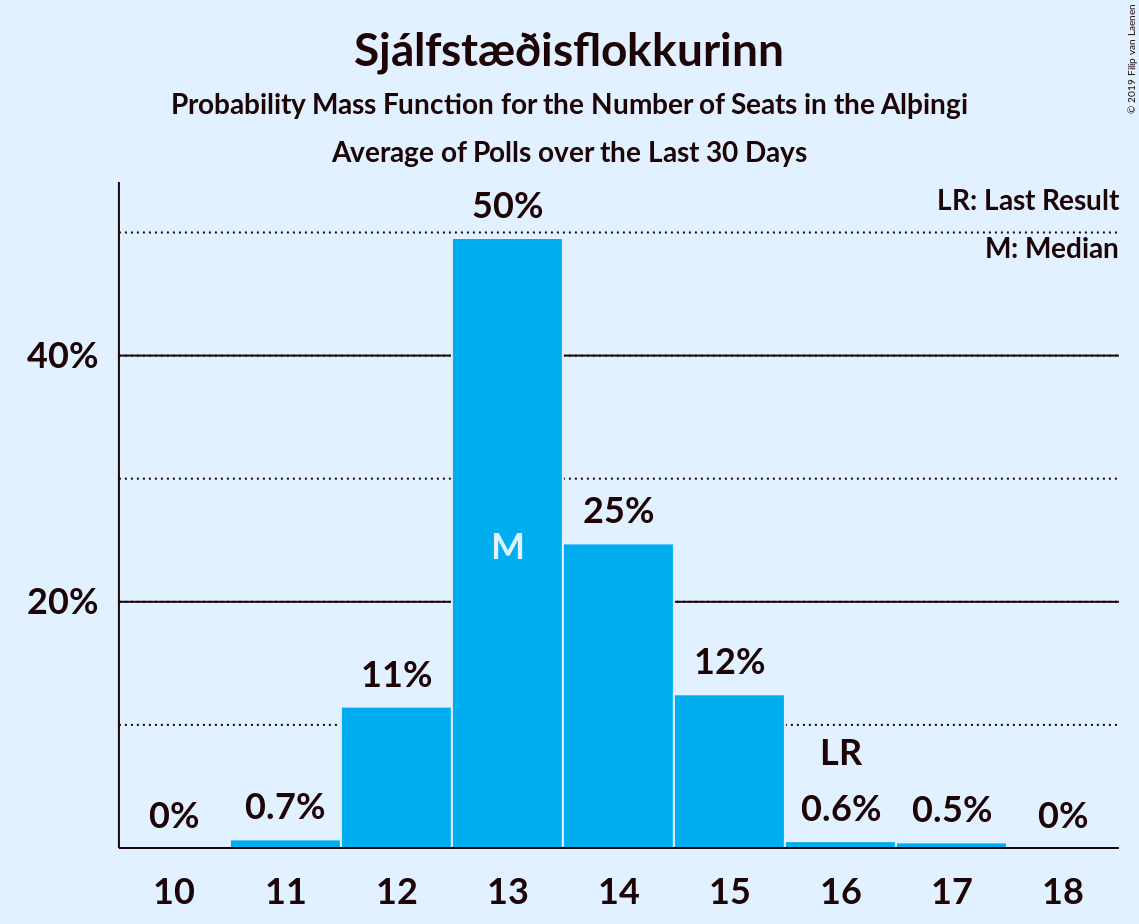 Sjálfstæðisflokkurinn
Probability Mass Function for the Number of Seats in the Alþingi
Average of Polls over the Last 30 Days
© 2019 Filip van Laenen
LR: Last Result
M: Median
50%
40%
25%
M
20%
12%
11%
LR
0% 0.7% 0.6% 0.5% 0%
10 11 12 13 14 15 16 17 18